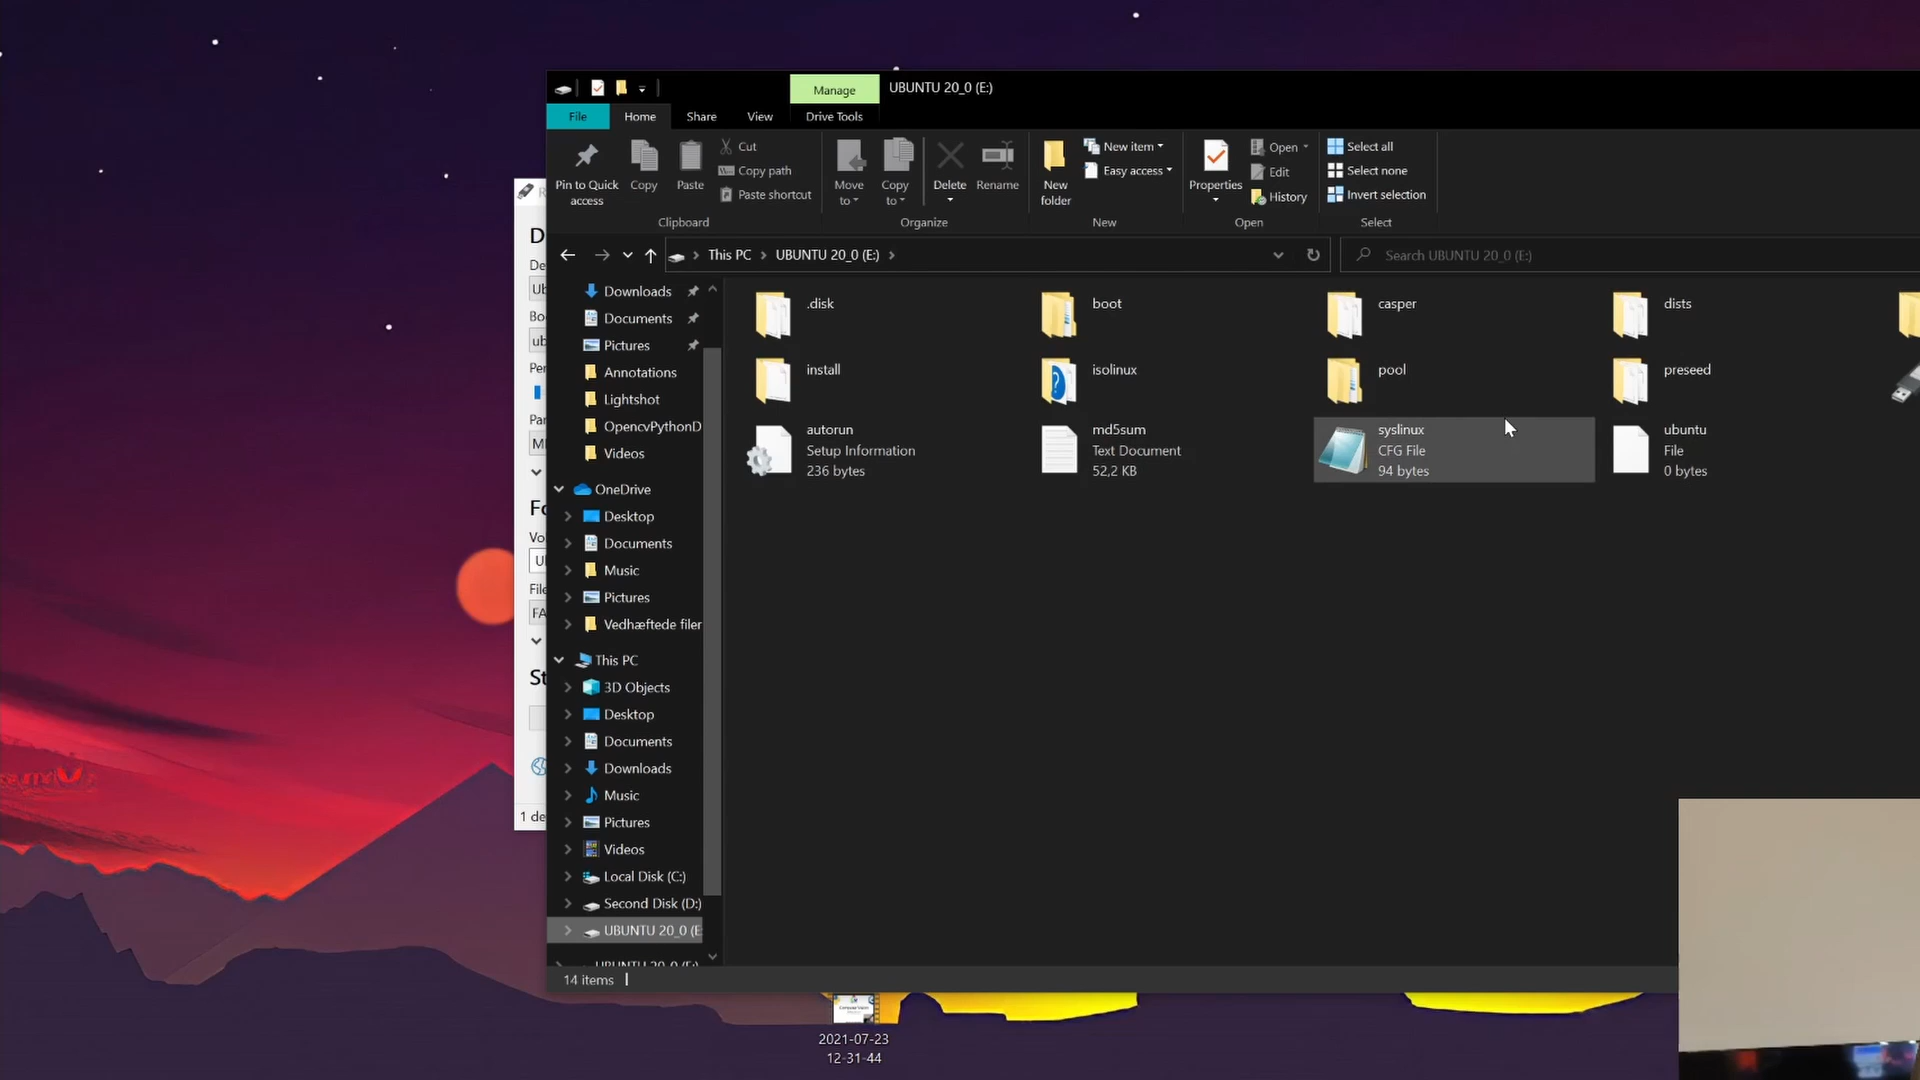 Manage
UBUNTU 20_0 (E:)
File
Home
Share
View
Drive Tools
Pin to Quick access
Copy
Paste
Cut
Copy path
Paste shortcut
Move to
Copy to
Delete
Rename
New folder
New item
Easy access
Properties
Open
Edit
History
Select all
Select none
Invert selection
Clipboard
Organize
New
Open
Select
This PC
UBUNTU 20_0 (E:)
Search UBUNTU 20_0 (E:)
Downloads
Documents
Pictures
Annotations
Lightshot
OpencvPythonD
Videos
OneDrive
Desktop
Documents
Music
Pictures
Vedhæftede filer
This PC
3D Objects
Desktop
Documents
Downloads
Music
Pictures
Videos
Local Disk (C:)
Second Disk (D:)
UBUNTU 20_0 (E:
.disk
boot
casper
dists
install
isolinux
pool
preseed
autorun
Setup Information
236 bytes
md5sum
Text Document
52,2 KB
syslinux
CFG File
94 bytes
ubuntu
File
0 bytes
14 items
1 de
2021-07-23
12-31-44